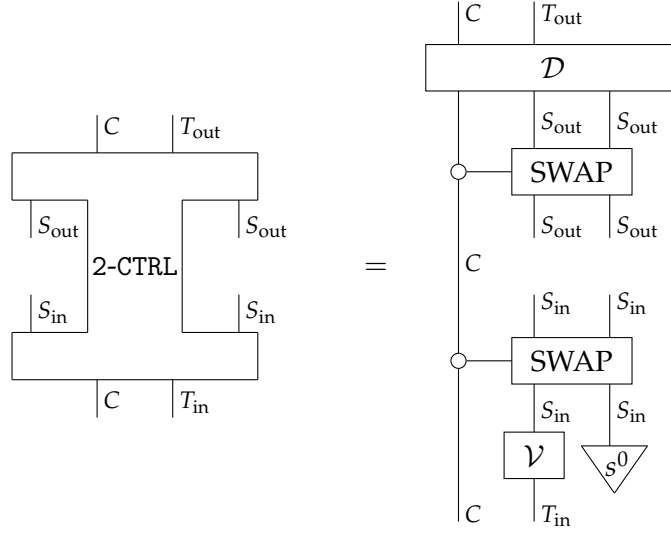 C T_out
𝒟
S_out S_out
C T_out
SWAP
S_out S_out
S_out S_out
2-CTRL = C
S_in S_in
S_in S_in
SWAP
C T_in
S_in S_in
𝒱 s^0
C T_in